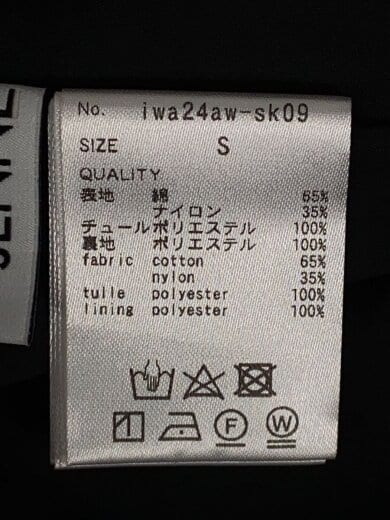 No. iwa24aw-sk09
SIZE S
QUALITY
表地 綿 65%
ナイロン 35%
チュール ポリエステル 100%
裏地 ポリエステル 100%
fabric cotton 65%
nylon 35%
tulle polyester 100%
lining polyester 100%
F W